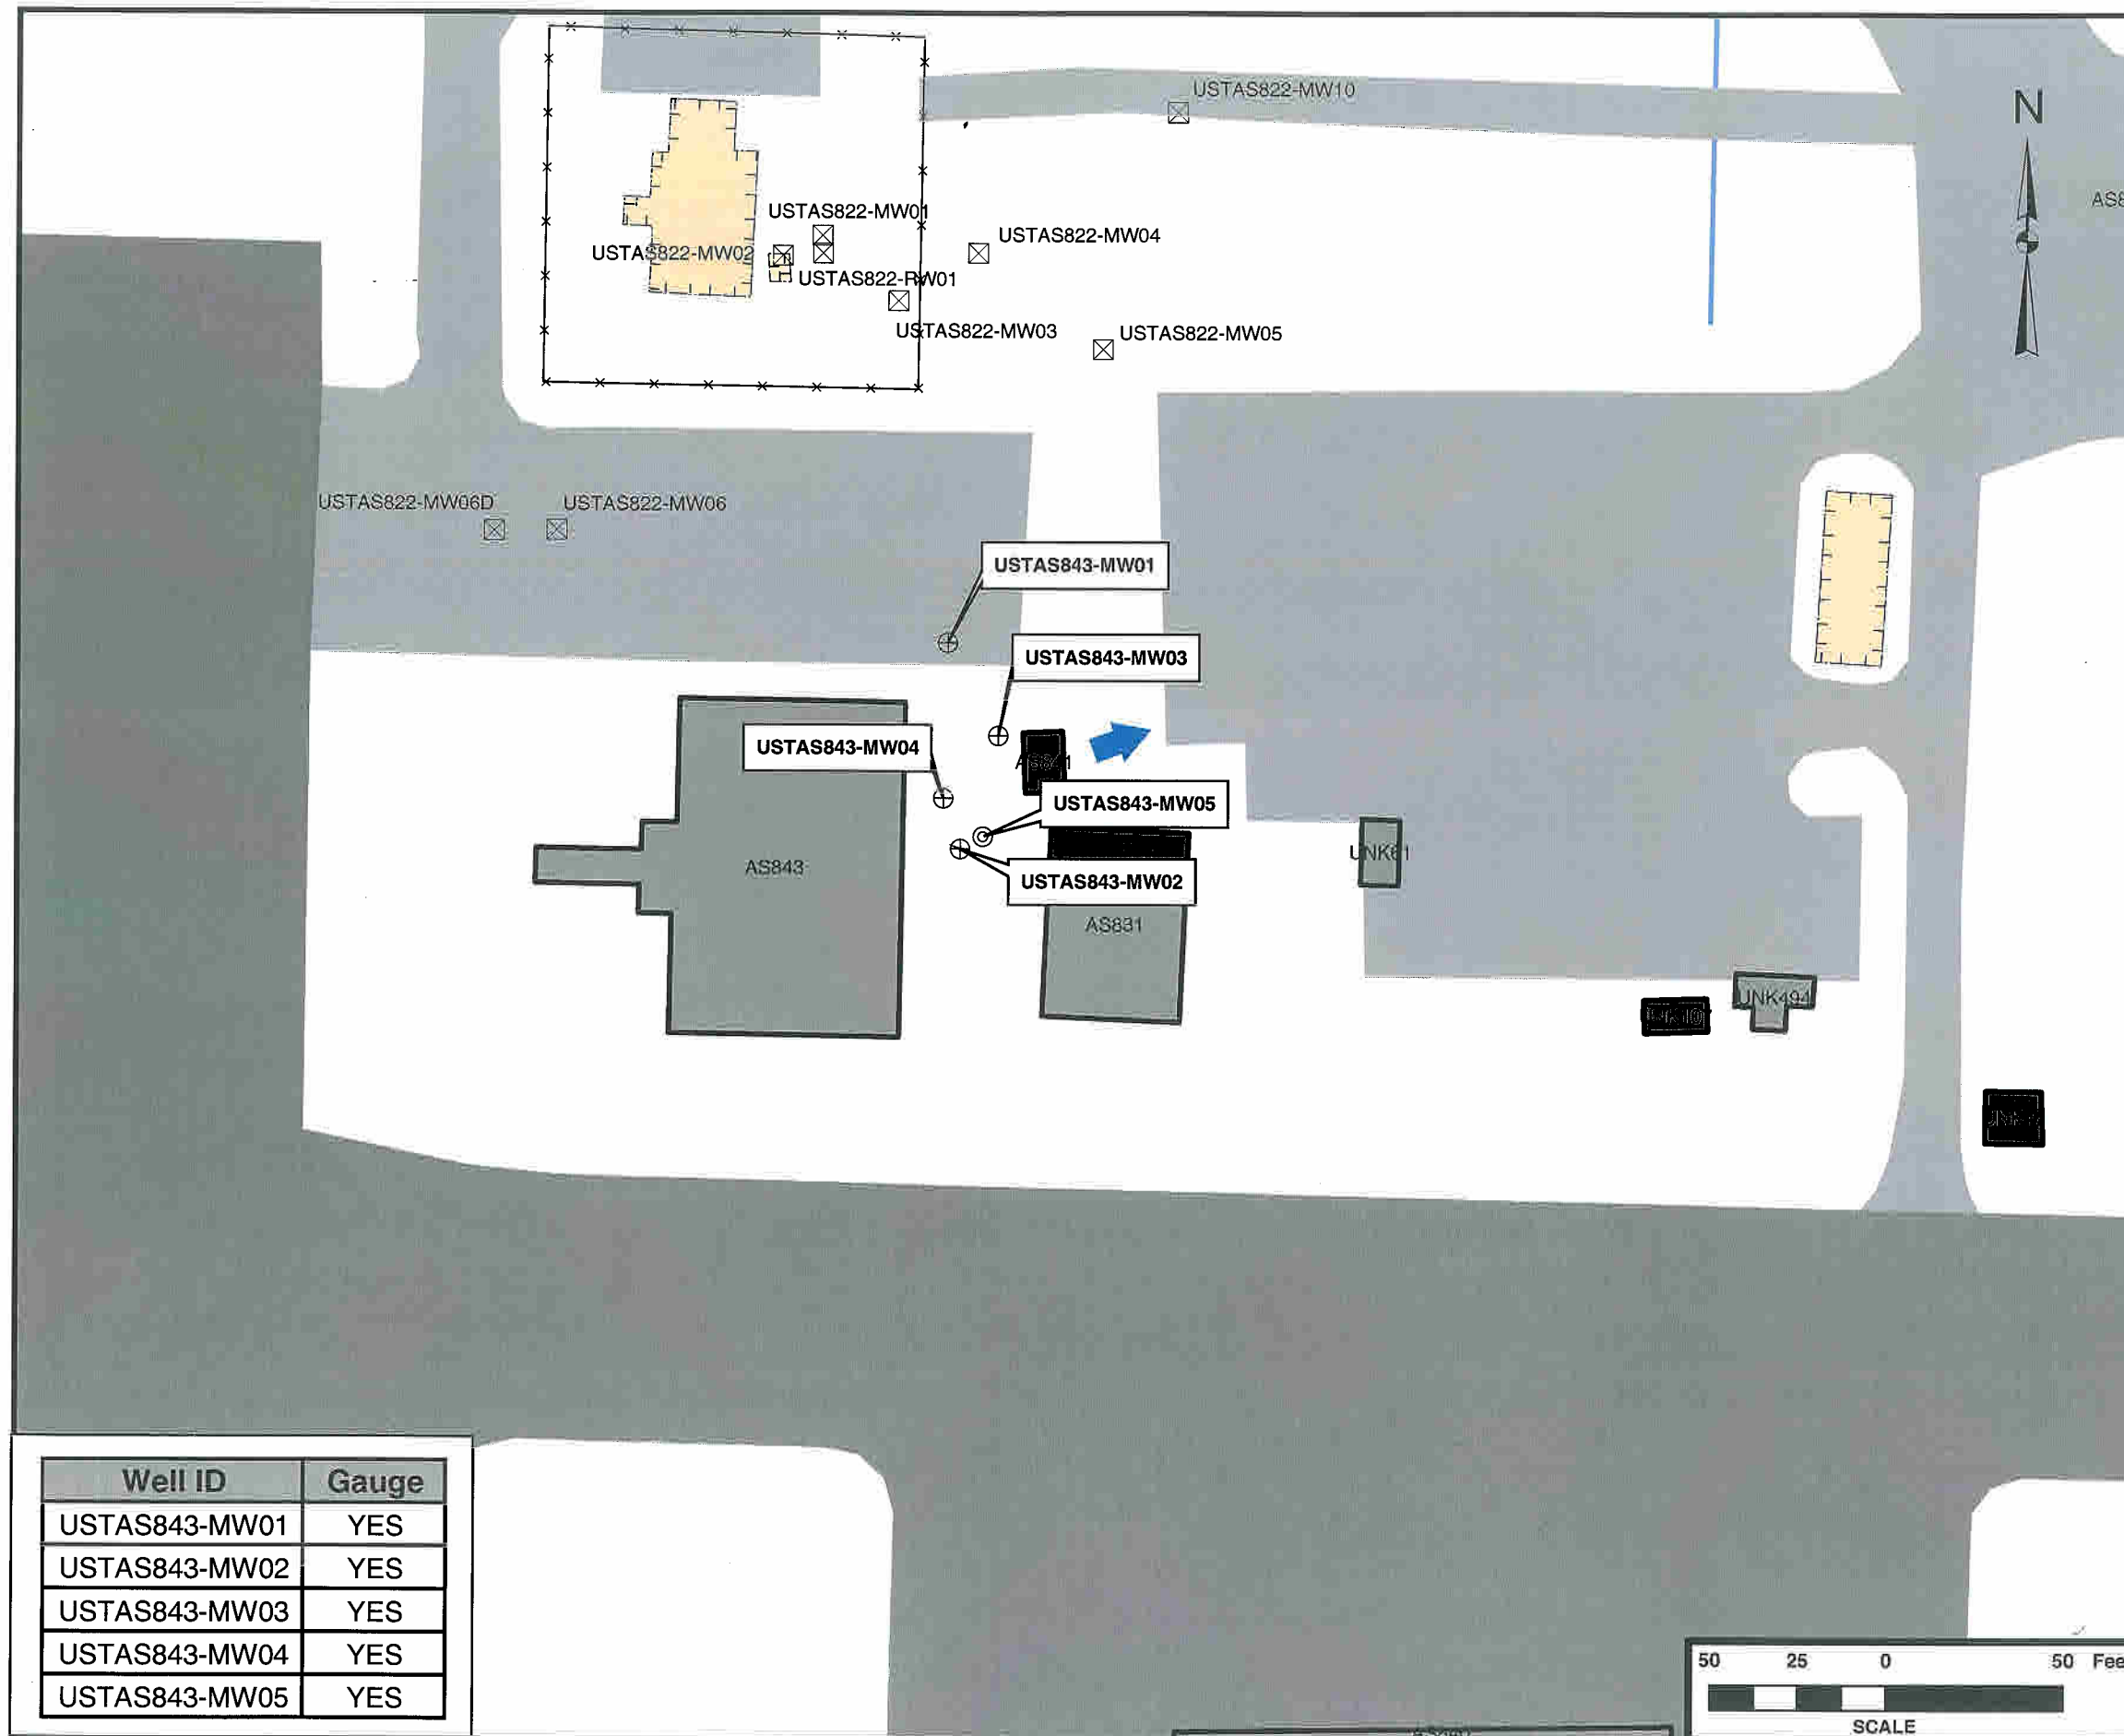 USTAS822-MW10
N
USTAS822-MW01
USTAS822-MW04
USTAS822-MW02
USTAS822-RW01
USTAS822-MW03
USTAS822-MW05
USTAS822-MW06D
USTAS822-MW06
USTAS843-MW01
USTAS843-MW03
USTAS843-MW04
USTAS843-MW05
UNK61
AS843
USTAS843-MW02
AS831
UNK494
Well ID Gauge
USTAS843-MW01 YES
USTAS843-MW02 YES
USTAS843-MW03 YES
USTAS843-MW04 YES
USTAS843-MW05 YES
50 25 0 50 Fee
SCALE